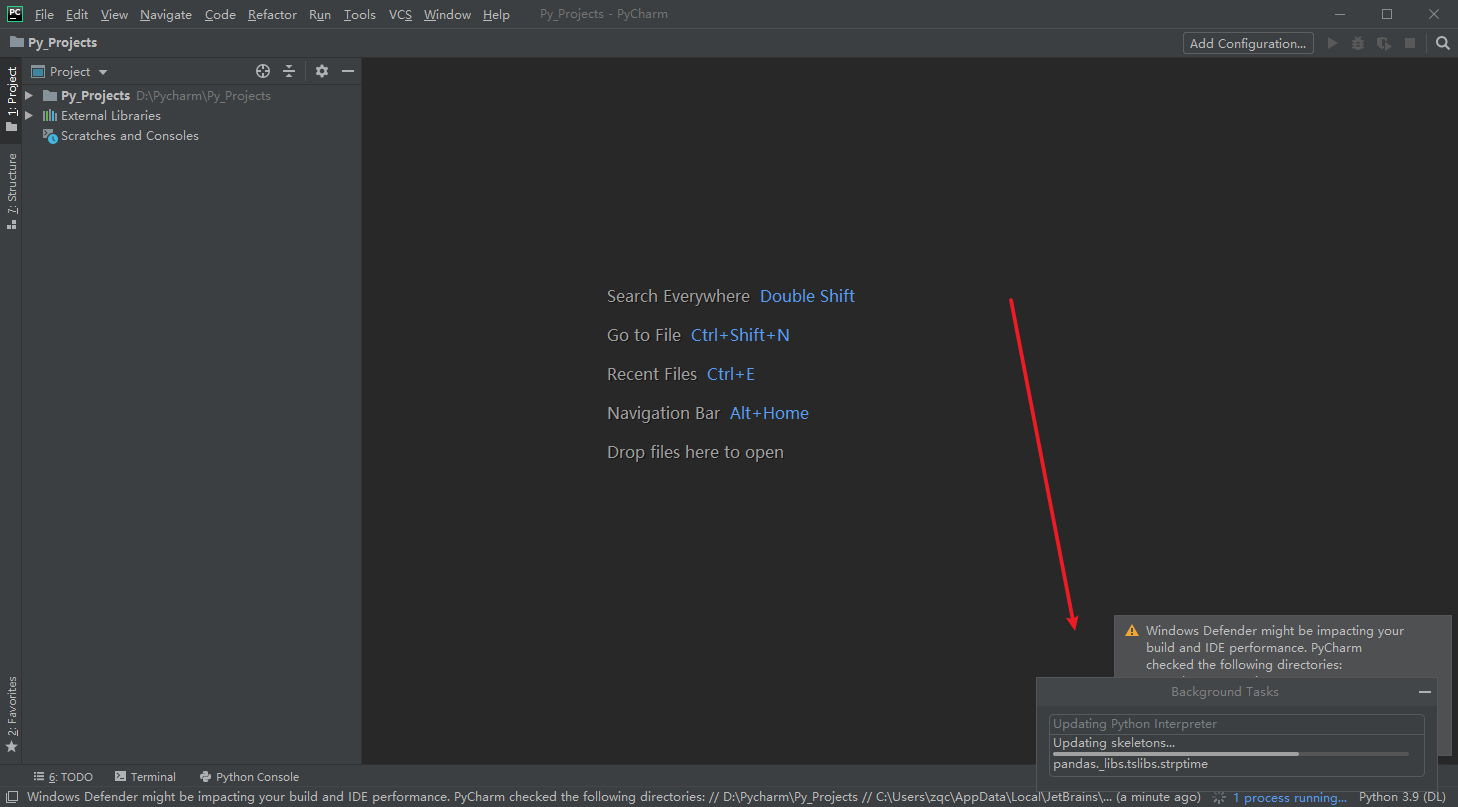 PC File Edit View Navigate Code Refactor Run Tools VCS Window Help Py_Projects - PyCharm
Py_Projects Add Configuration...
1: Project
7: Structure
2: Favorites
Project
Py_Projects D:\Pycharm\Py_Projects
External Libraries
Scratches and Consoles
Search Everywhere Double Shift
Go to File Ctrl+Shift+N
Recent Files Ctrl+E
Navigation Bar Alt+Home
Drop files here to open
Windows Defender might be impacting your
build and IDE performance. PyCharm
checked the following directories:
Background Tasks
Updating Python Interpreter
Updating skeletons...
pandas._libs.tslibs.strptime
6: TODO Terminal Python Console
Windows Defender might be impacting your build and IDE performance. PyCharm checked the following directories: // D:\Pycharm\Py_Projects // C:\Users\zqc\AppData\Local\JetBrains\... (a minute ago) 1 process running... Python 3.9 (DL)